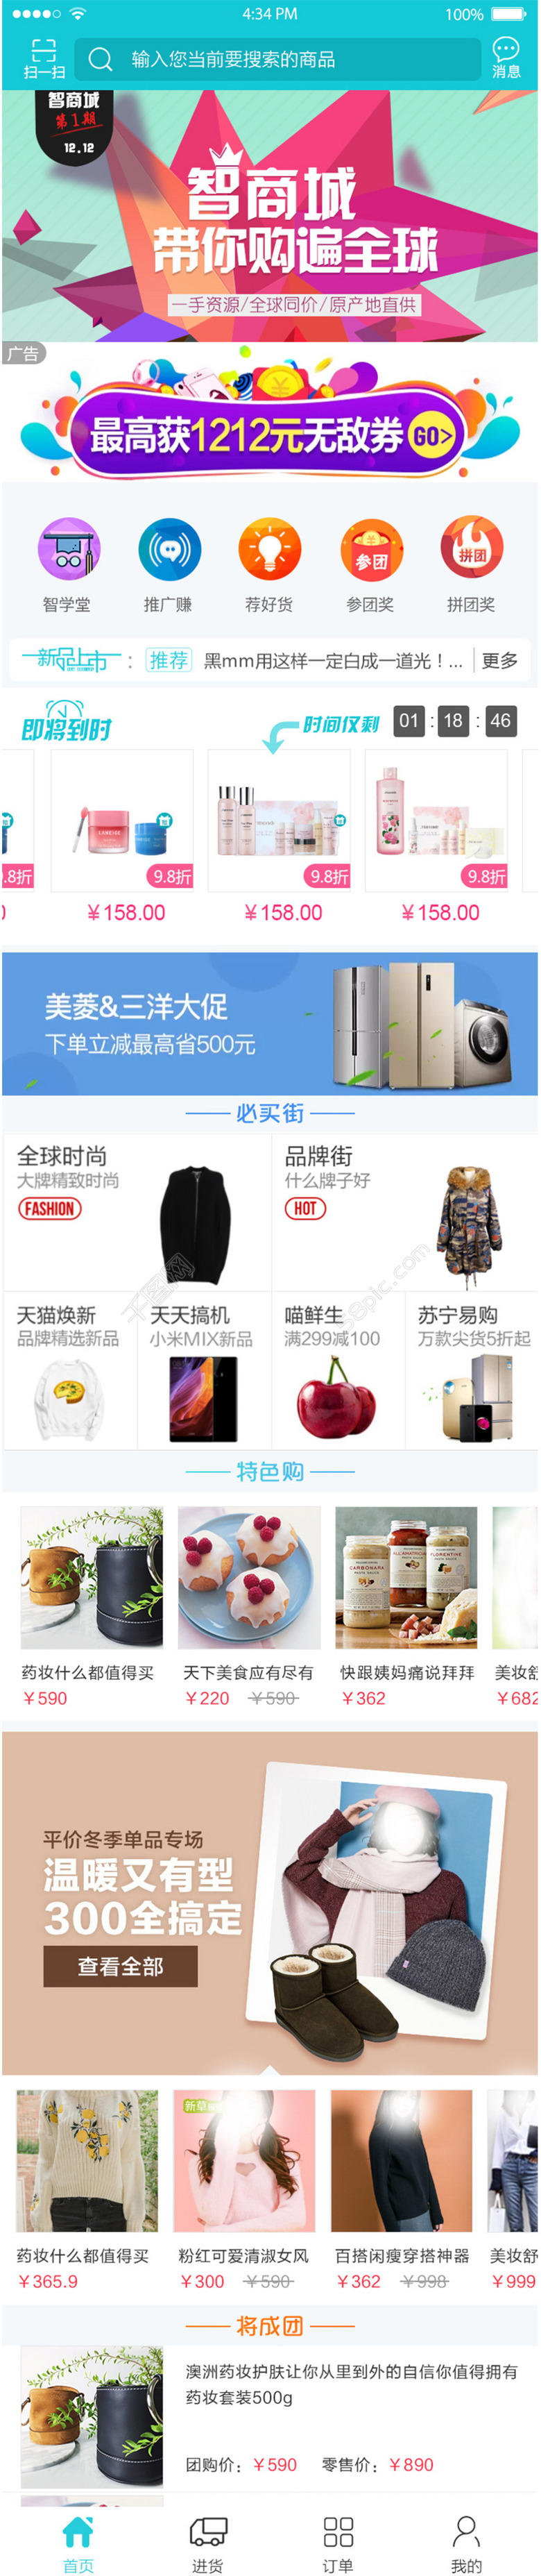 4:34 PM
100%
扫一扫
输入您当前要搜索的商品
消息
智商城
第1期
12.12
智商城
带你购遍全球
一手资源/全球同价/原产地直供
广告
最高获1212元无敌券 GO>
智学堂
推广赚
荐好货
参团
参团奖
拼团
拼团奖
新品上市 : 推荐 黑mm用这样一定白成一道光！... 更多
即将到时
时间仅剩 01 : 18 : 46
LANEIGE
.8折
9.8折
9.8折
9.8折
￥158.00
￥158.00
￥158.00
美菱&三洋大促
下单立减最高省500元
必买街
全球时尚
大牌精致时尚
FASHION
品牌街
什么牌子好
HOT
天猫焕新
品牌精选新品
天天搞机
小米MIX新品
喵鲜生
满299减100
苏宁易购
万款尖货5折起
千图网
58pic.com
特色购
CARBONARA
FLORENTINE
药妆什么都值得买
￥590
天下美食应有尽有
￥220 ￥590
快跟姨妈痛说拜拜
￥362
美妆舒
￥682
平价冬季单品专场
温暖又有型
300全搞定
查看全部
新草
药妆什么都值得买
￥365.9
粉红可爱清淑女风
￥300 ￥590
百搭闲瘦穿搭神器
￥362 ￥998
美妆舒
￥999
将成团
澳洲药妆护肤让你从里到外的自信你值得拥有
药妆套装500g
团购价：￥590 零售价：￥890
首页
进货
订单
我的